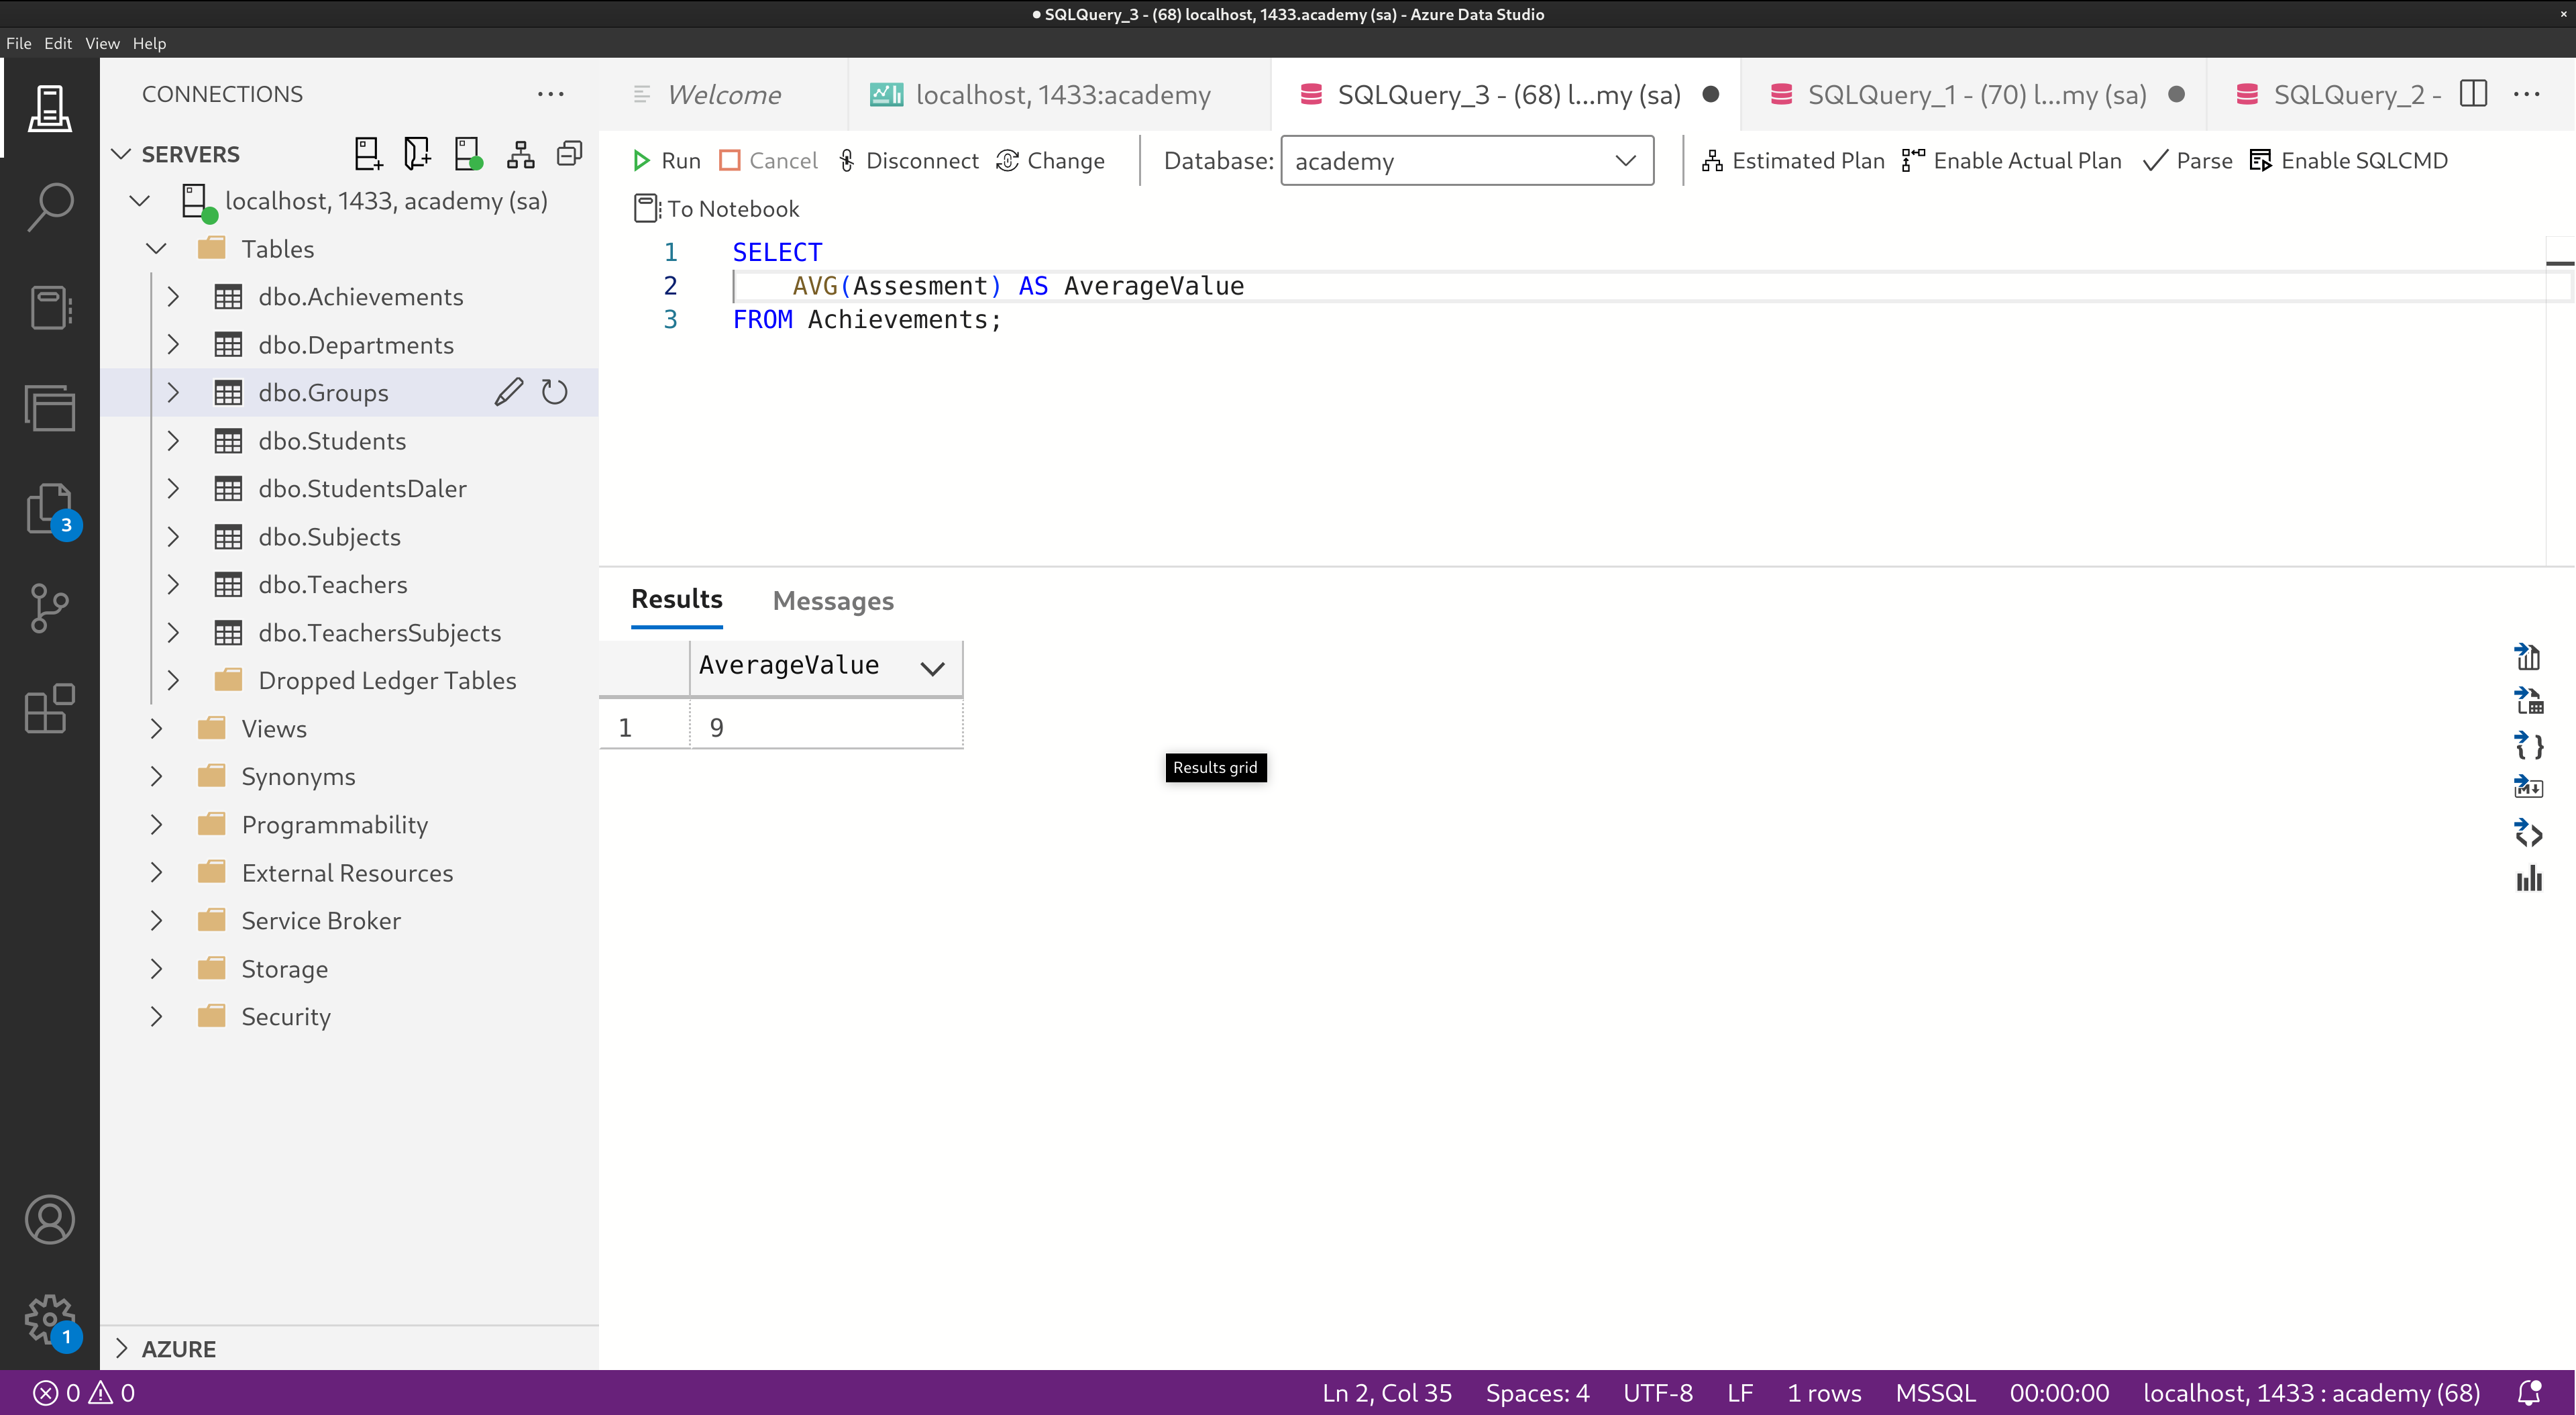 SQLQuery_3 - (68) localhost, 1433.academy (sa) - Azure Data Studio
File Edit View Help
CONNECTIONS
SERVERS
localhost, 1433, academy (sa)
Tables
dbo.Achievements
dbo.Departments
dbo.Groups
dbo.Students
dbo.StudentsDaler
dbo.Subjects
dbo.Teachers
dbo.TeachersSubjects
Dropped Ledger Tables
Views
Synonyms
Programmability
External Resources
Service Broker
Storage
Security
AZURE
3
1
Welcome
localhost, 1433:academy
SQLQuery_3 - (68) l...my (sa)
SQLQuery_1 - (70) l...my (sa)
SQLQuery_2 -
Run Cancel Disconnect Change Database: academy Estimated Plan Enable Actual Plan Parse Enable SQLCMD
To Notebook
1 SELECT
2 AVG(Assesment) AS AverageValue
3 FROM Achievements;
Results Messages
AverageValue
1 9
Results grid
0 0 Ln 2, Col 35 Spaces: 4 UTF-8 LF 1 rows MSSQL 00:00:00 localhost, 1433 : academy (68)